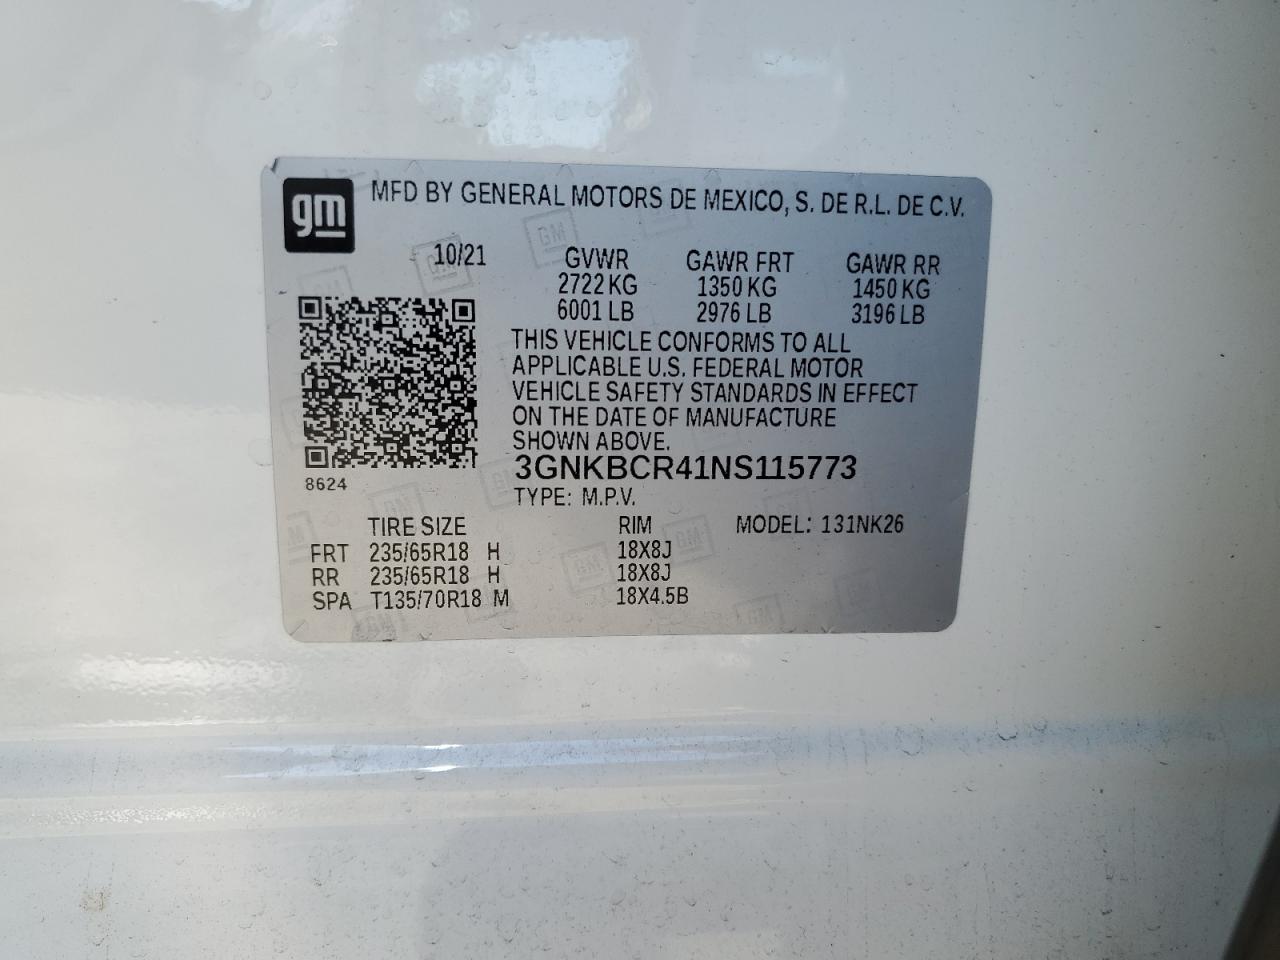 gm MFD BY GENERAL MOTORS DE MEXICO, S. DE R.L. DE C.V.
10/21 GVWR GAWR FRT GAWR RR
2722 KG 1350 KG 1450 KG
6001 LB 2976 LB 3196 LB
THIS VEHICLE CONFORMS TO ALL
APPLICABLE U.S. FEDERAL MOTOR
VEHICLE SAFETY STANDARDS IN EFFECT
ON THE DATE OF MANUFACTURE
SHOWN ABOVE.
3GNKBCR41NS115773
8624
TYPE: M.P.V.
TIRE SIZE RIM MODEL: 131NK26
FRT 235/65R18 H 18X8J
RR 235/65R18 H 18X8J
SPA T135/70R18 M 18X4.5B